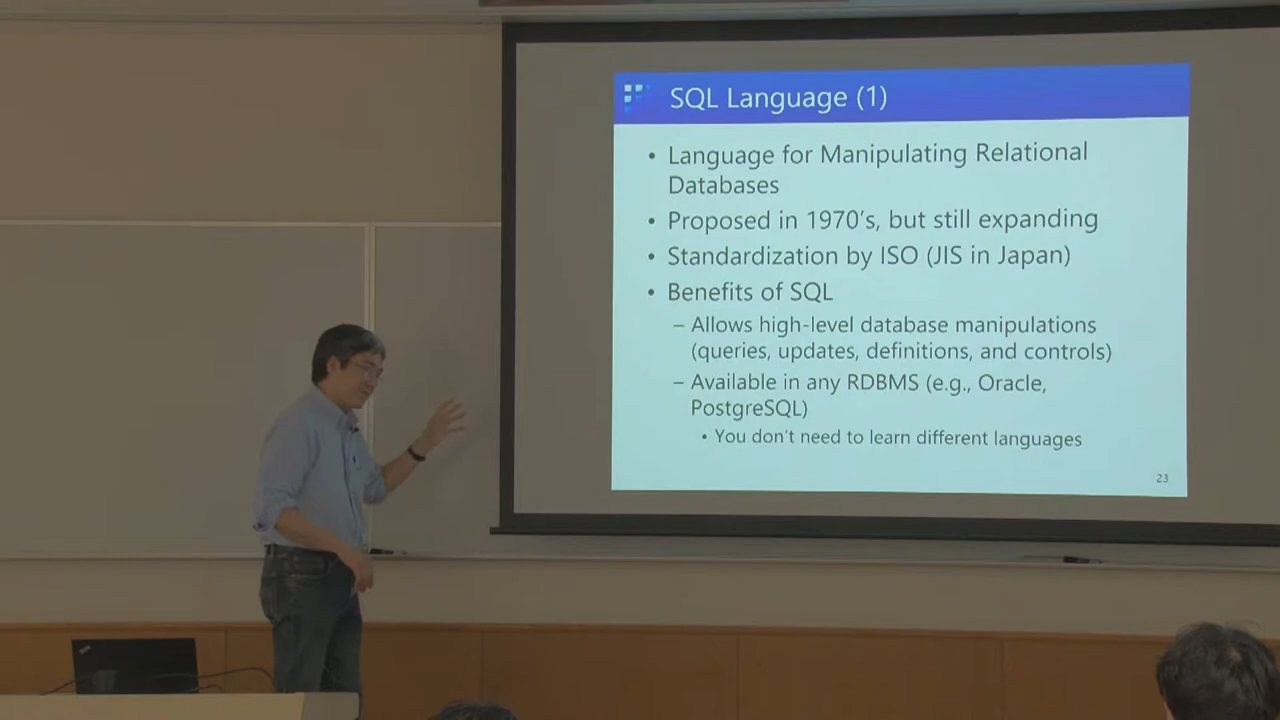 SQL Language (1)
• Language for Manipulating Relational
Databases
• Proposed in 1970's, but still expanding
• Standardization by ISO (JIS in Japan)
• Benefits of SQL
– Allows high-level database manipulations
(queries, updates, definitions, and controls)
– Available in any RDBMS (e.g., Oracle,
PostgreSQL)
• You don't need to learn different languages
23